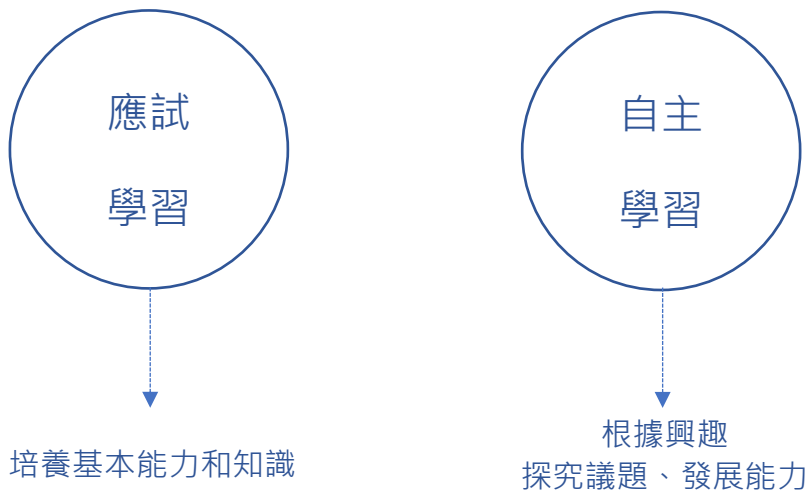 應試
學習
培養基本能力和知識
自主
學習
根據興趣
探究議題、發展能力